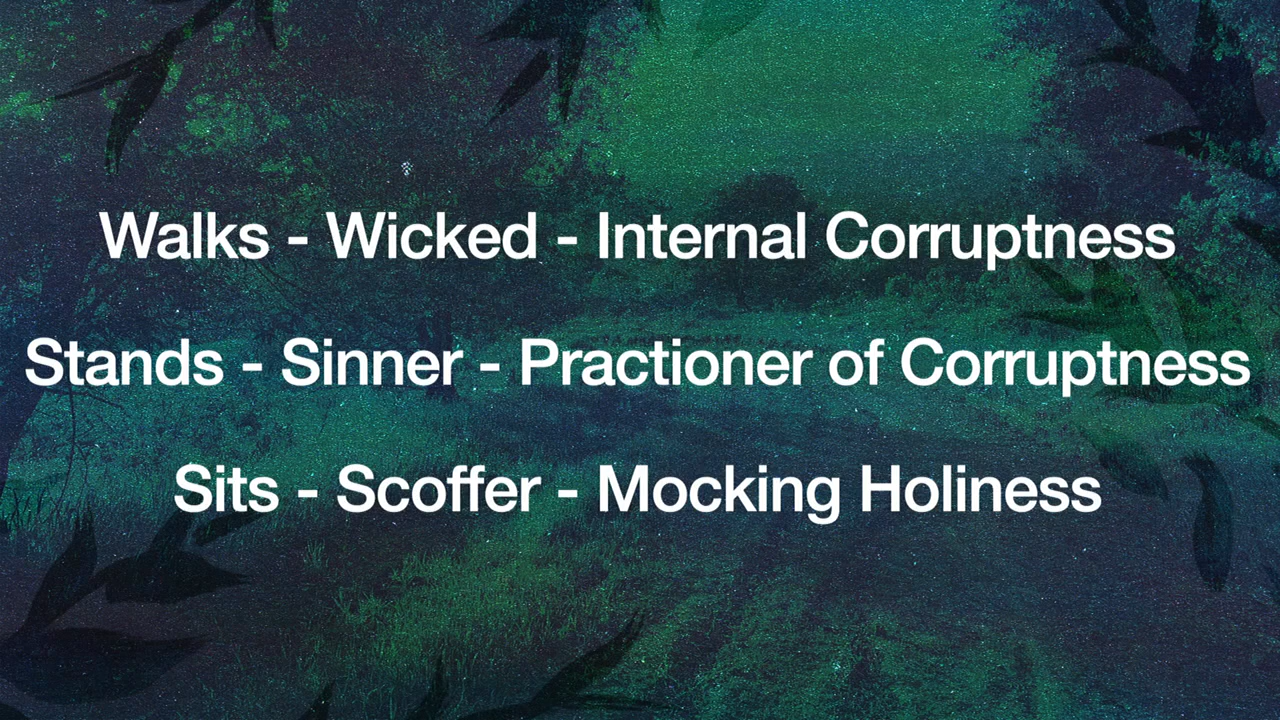 Walks - Wicked - Internal Corruptness
Stands - Sinner - Practioner of Corruptness
Sits - Scoffer - Mocking Holiness